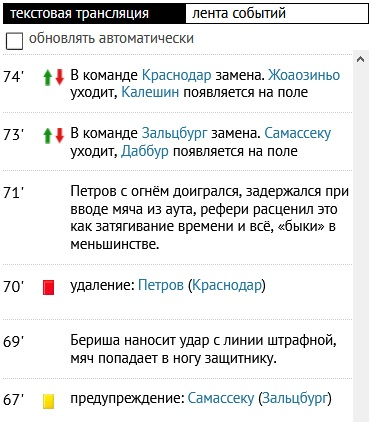 текстовая трансляция лента событий
обновлять автоматически
74' В команде Краснодар замена. Жоаозиньо
уходит, Калешин появляется на поле
73' В команде Зальцбург замена. Самассеку
уходит, Даббур появляется на поле
71' Петров с огнём доигрался, задержался при
вводе мяча из аута, рефери расценил это
как затягивание времени и всё, «быки» в
меньшинстве.
70' удаление: Петров (Краснодар)
69' Бериша наносит удар с линии штрафной,
мяч попадает в ногу защитнику.
67' предупреждение: Самассеку (Зальцбург)